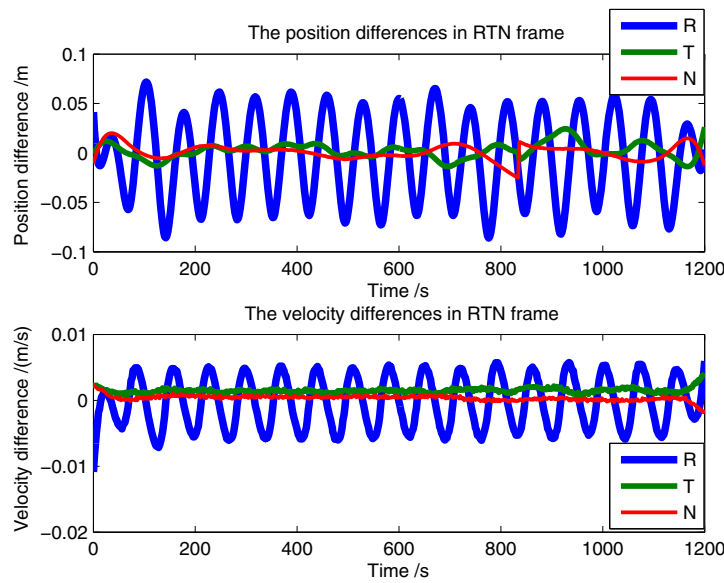 The position differences in RTN frame
R
T
N
Position difference /m
0.1
0.05
0
−0.05
−0.1
0 200 400 600 800 1000 1200
Time /s
The velocity differences in RTN frame
Velocity difference /(m/s)
0.01
0
−0.01
−0.02
R
T
N
0 200 400 600 800 1000 1200
Time /s